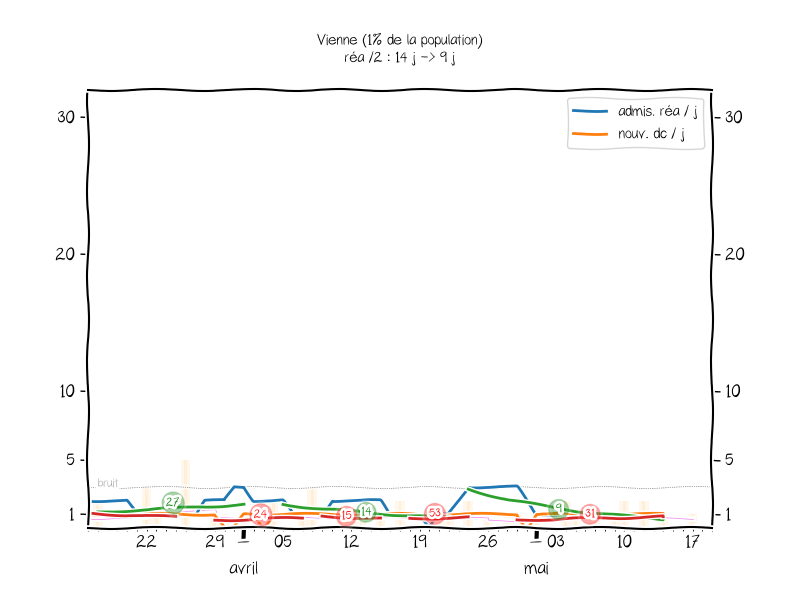 Vienne (1% de la population)
réa /2 : 14 j -> 9 j
admis. réa / j
nouv. dc / j
30 30
20 20
10 10
5 5
1 1
bruit
27 24 15 14 53 9 31
22 29 1 05 12 19 26 1 03 10 17
avril mai